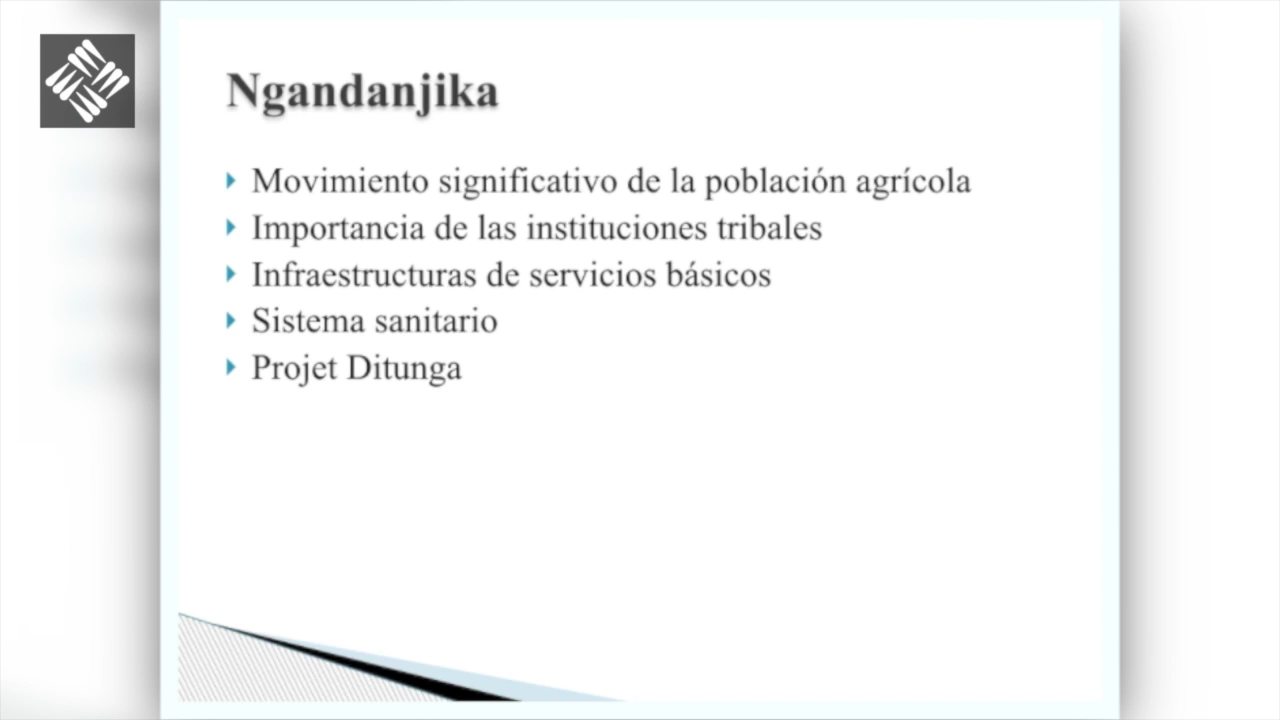 Ngandanjika
Movimiento significativo de la población agrícola
Importancia de las instituciones tribales
Infraestructuras de servicios básicos
Sistema sanitario
Projet Ditunga